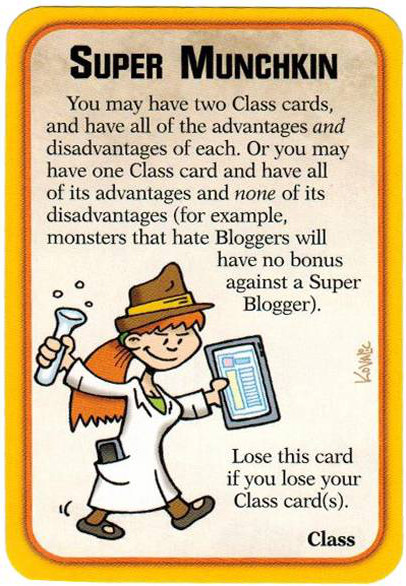 SUPER MUNCHKIN
You may have two Class cards,
and have all of the advantages and
disadvantages of each. Or you may
have one Class card and have all
of its advantages and none of its
disadvantages (for example,
monsters that hate Bloggers will
have no bonus
against a Super
Blogger).
Kovalic
Lose this card
if you lose your
Class card(s).
Class